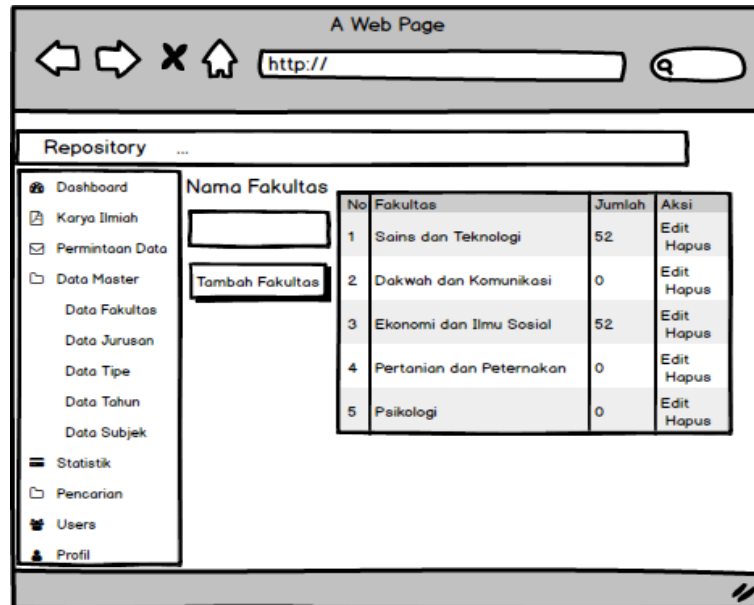 A Web Page
http://
Repository ...
Dashboard
Karya Ilmiah
Permintaan Data
Data Master
Data Fakultas
Data Jurusan
Data Tipe
Data Tahun
Data Subjek
Statistik
Pencarian
Users
Profil
Nama Fakultas
Tambah Fakultas
No Fakultas Jumlah Aksi
1 Sains dan Teknologi 52 Edit
Hapus
2 Dakwah dan Komunikasi 0 Edit
Hapus
3 Ekonomi dan Ilmu Sosial 52 Edit
Hapus
4 Pertanian dan Peternakan 0 Edit
Hapus
5 Psikologi 0 Edit
Hapus